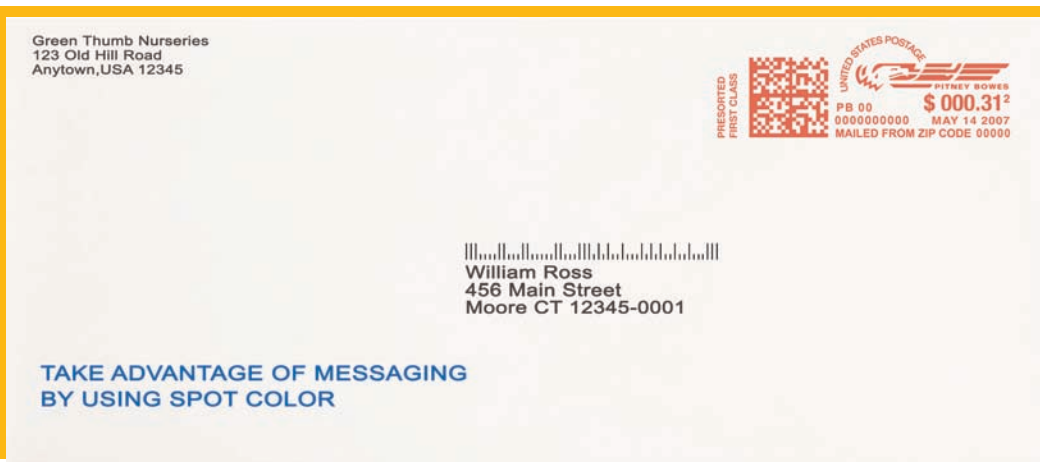 Green Thumb Nurseries
123 Old Hill Road
Anytown,USA 12345
PRESORTED
FIRST CLASS
UNITED STATES POSTAGE
PITNEY BOWES
PB 00
$ 000.31²
0000000000
MAY 14 2007
MAILED FROM ZIP CODE 00000
William Ross
456 Main Street
Moore CT 12345-0001
TAKE ADVANTAGE OF MESSAGING
BY USING SPOT COLOR